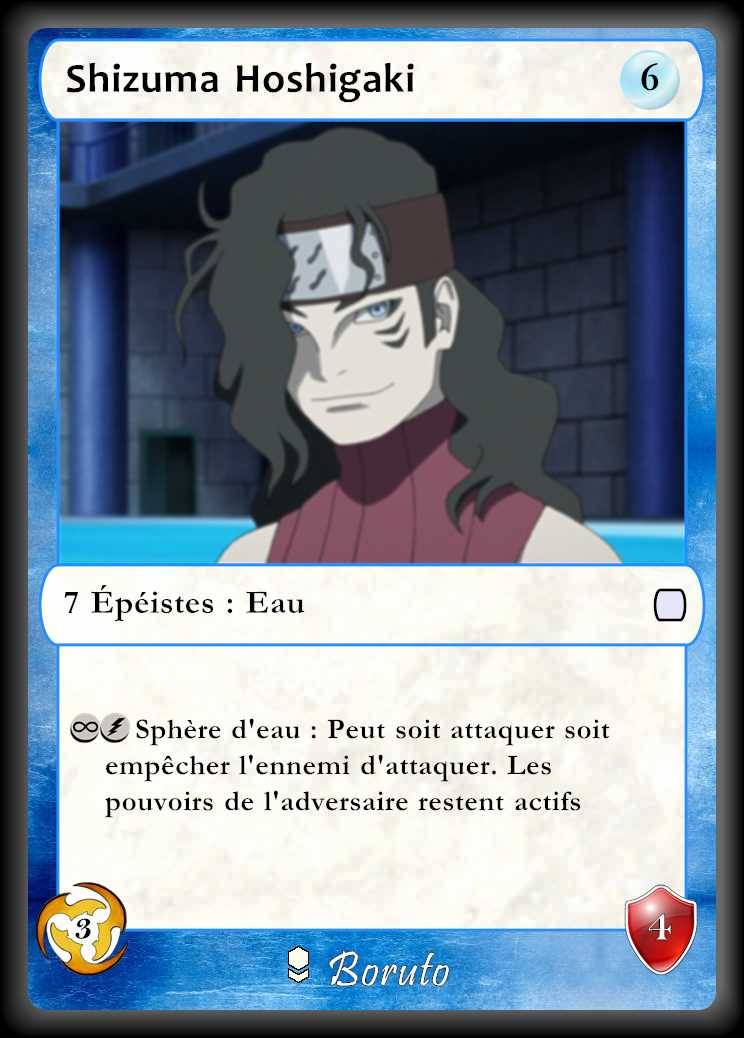 Shizuma Hoshigaki
6
7 Épéistes : Eau
∞ Sphère d'eau : Peut soit attaquer soit
empêcher l'ennemi d'attaquer. Les
pouvoirs de l'adversaire restent actifs
3
4
Boruto